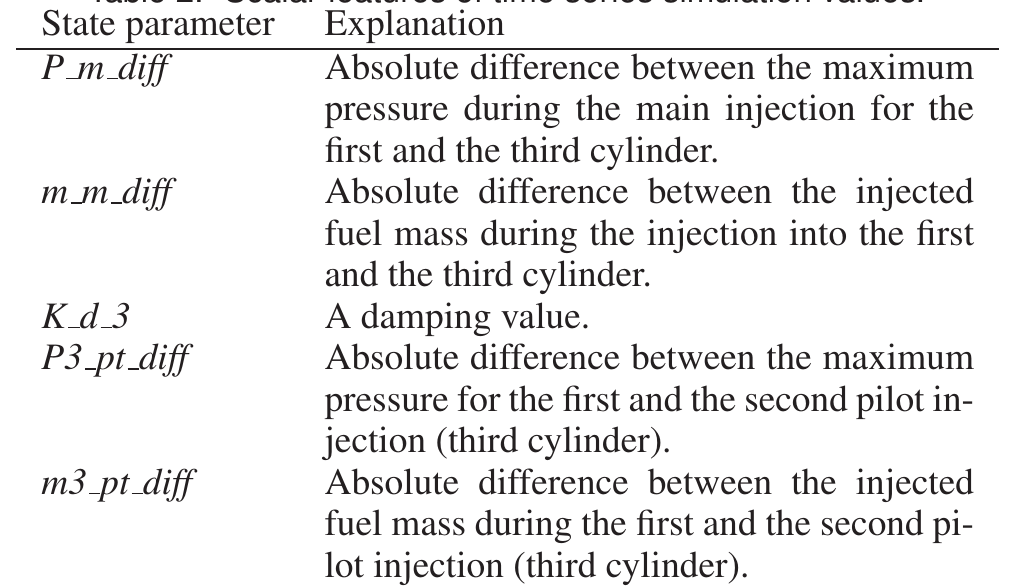 Table 2. Scalar features of time series simulation values.
State parameter Explanation
P_m_diff Absolute difference between the maximum
pressure during the main injection for the
first and the third cylinder.
m_m_diff Absolute difference between the injected
fuel mass during the injection into the first
and the third cylinder.
K_d_3 A damping value.
P3_pt_diff Absolute difference between the maximum
pressure for the first and the second pilot in-
jection (third cylinder).
m3_pt_diff Absolute difference between the injected
fuel mass during the first and the second pi-
lot injection (third cylinder).